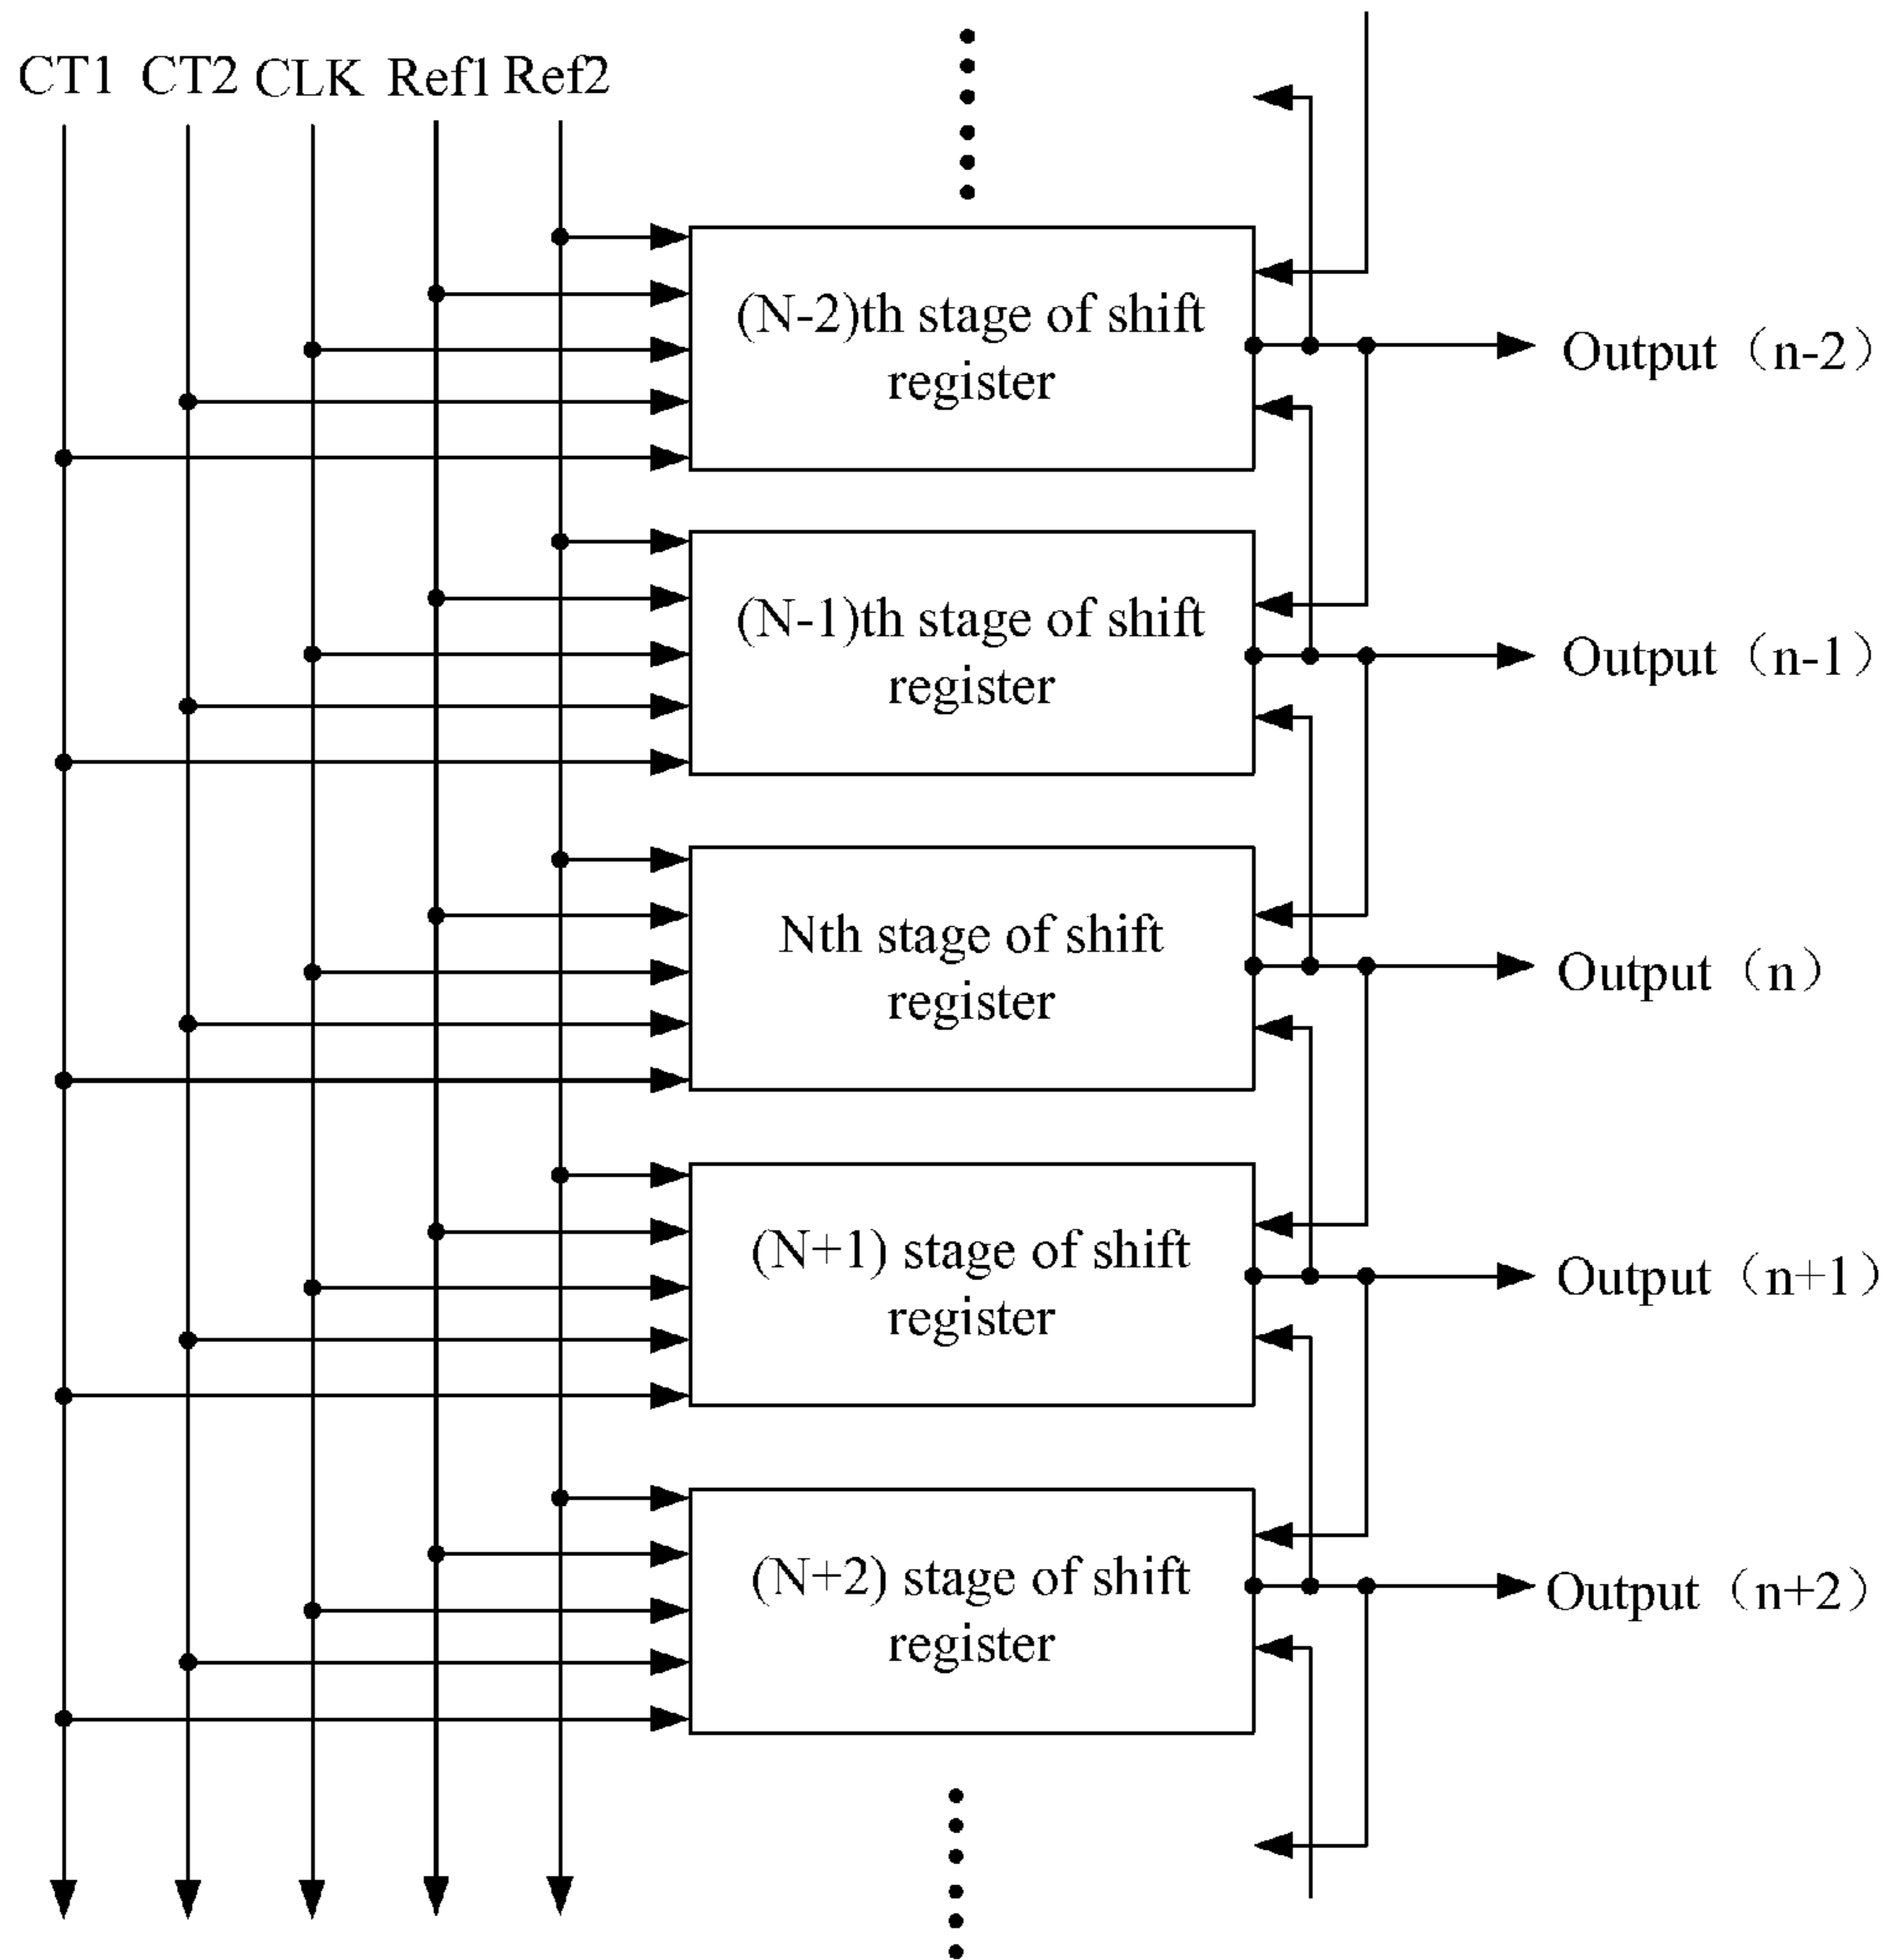 CT1 CT2 CLK Ref1 Ref2
(N-2)th stage of shift
register
Output（n-2）
(N-1)th stage of shift
register
Output（n-1）
Nth stage of shift
register
Output（n）
(N+1) stage of shift
register
Output（n+1）
(N+2) stage of shift
register
Output（n+2）